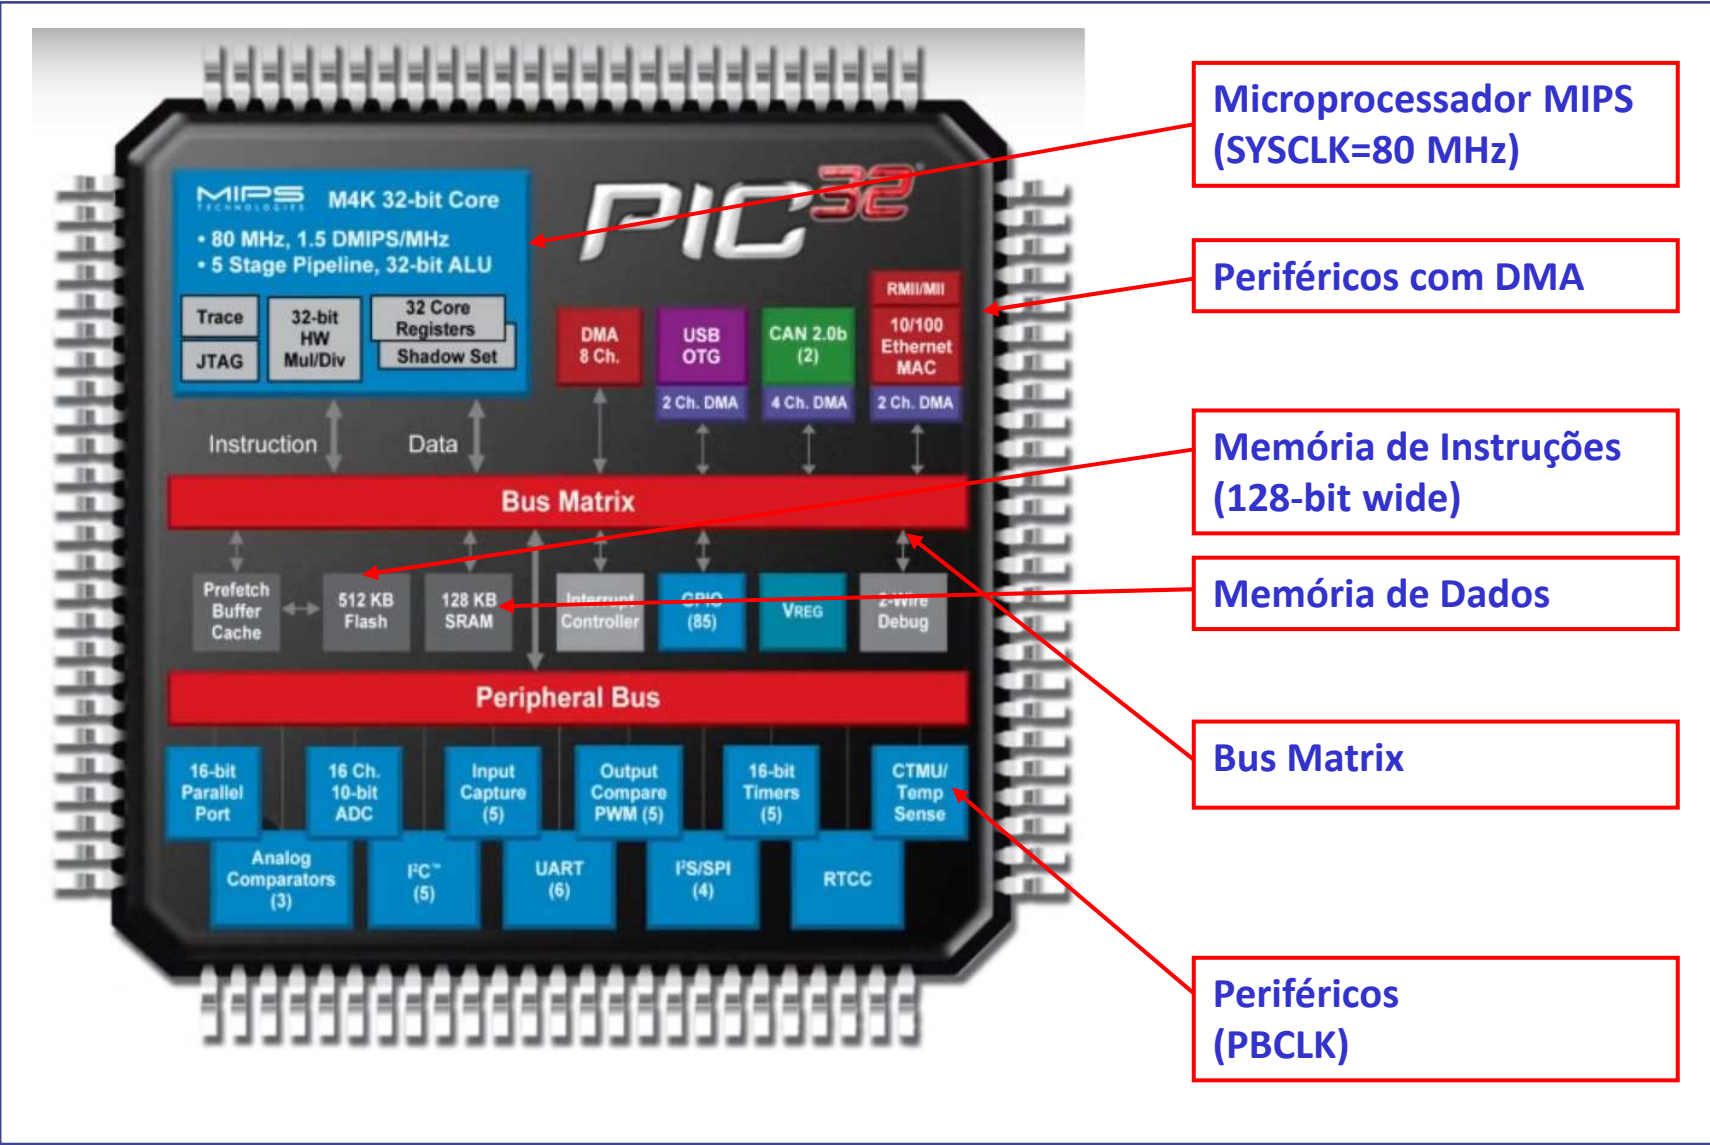 MIPS
TECHNOLOGIES
M4K 32-bit Core
• 80 MHz, 1.5 DMIPS/MHz
• 5 Stage Pipeline, 32-bit ALU
Trace
JTAG
32-bit
HW
Mul/Div
32 Core
Registers
Shadow Set
PIC32®
DMA
8 Ch.
USB
OTG
2 Ch. DMA
CAN 2.0b
(2)
4 Ch. DMA
RMII/MII
10/100
Ethernet
MAC
2 Ch. DMA
Instruction
Data
Bus Matrix
Prefetch
Buffer
Cache
512 KB
Flash
128 KB
SRAM
Interrupt
Controller
GPIO
(85)
VREG
2-Wire
Debug
Peripheral Bus
16-bit
Parallel
Port
16 Ch.
10-bit
ADC
Input
Capture
(5)
Output
Compare
PWM (5)
16-bit
Timers
(5)
CTMU/
Temp
Sense
Analog
Comparators
(3)
I²C™
(5)
UART
(6)
I²S/SPI
(4)
RTCC
Microprocessador MIPS
(SYSCLK=80 MHz)
Periféricos com DMA
Memória de Instruções
(128-bit wide)
Memória de Dados
Bus Matrix
Periféricos
(PBCLK)